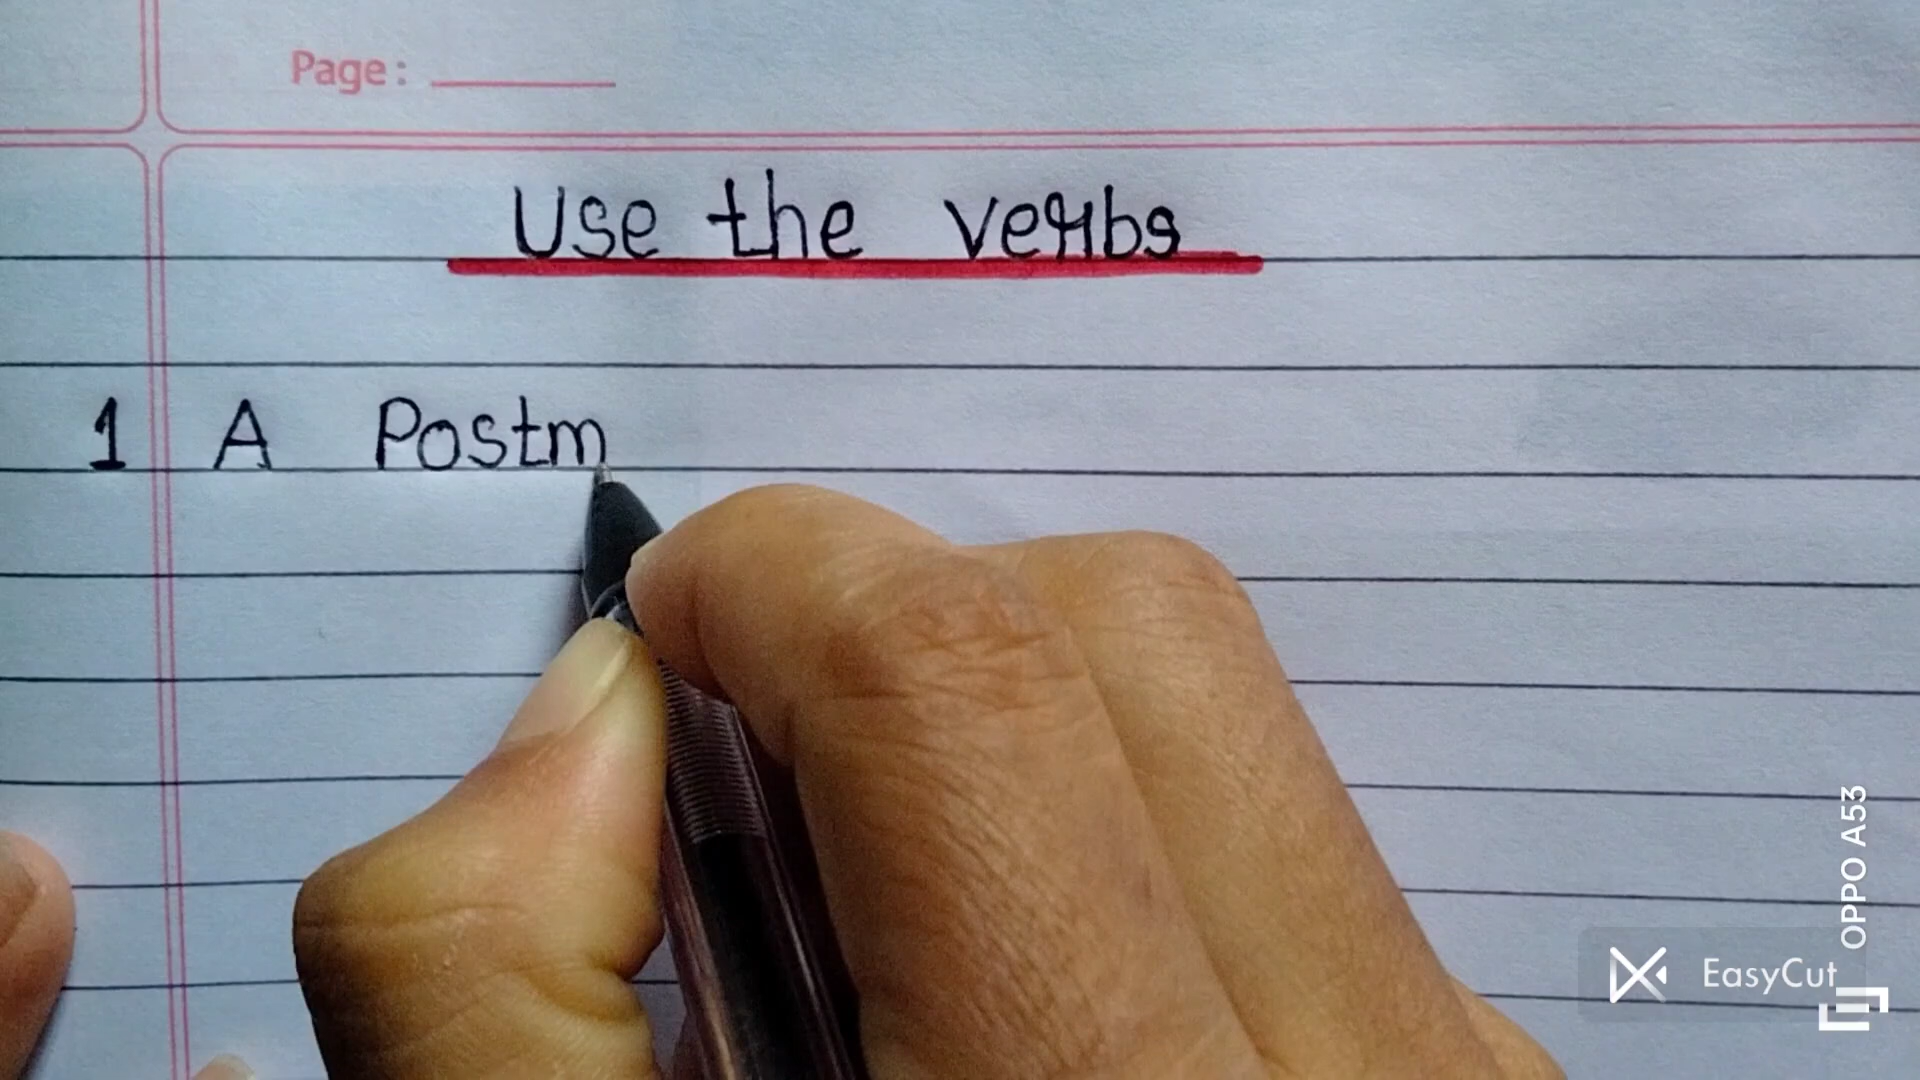 Page :
Use the verbs
1 A Postm
OPPO A53
EasyCut